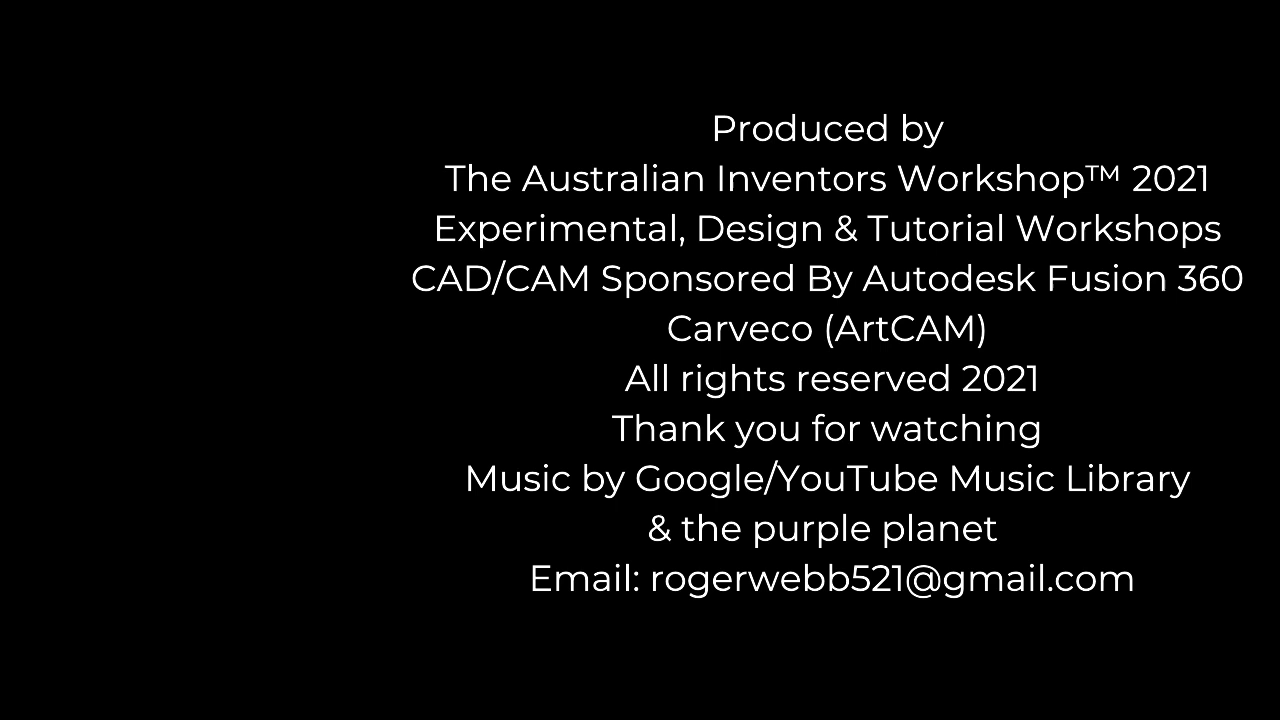 Produced by
The Australian Inventors Workshop™ 2021
Experimental, Design & Tutorial Workshops
CAD/CAM Sponsored By Autodesk Fusion 360
Carveco (ArtCAM)
All rights reserved 2021
Thank you for watching
Music by Google/YouTube Music Library
& the purple planet
Email: rogerwebb521@gmail.com